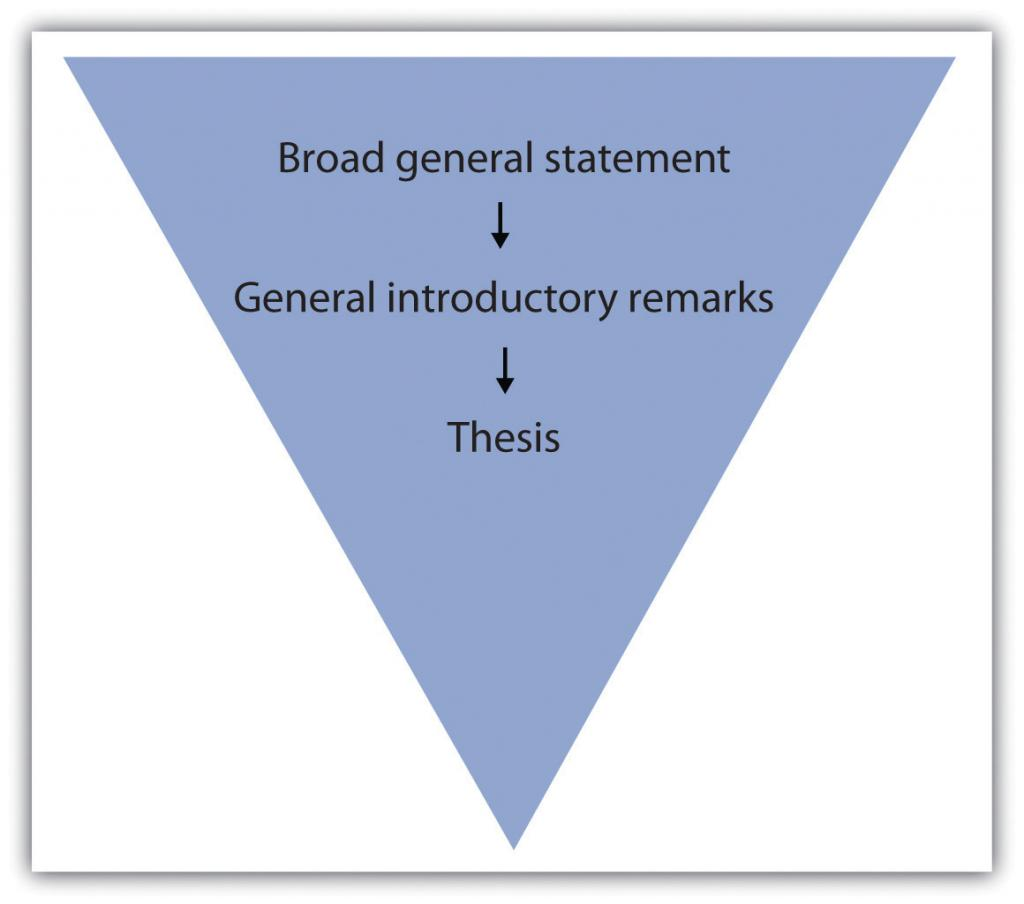 Broad general statement
General introductory remarks
Thesis